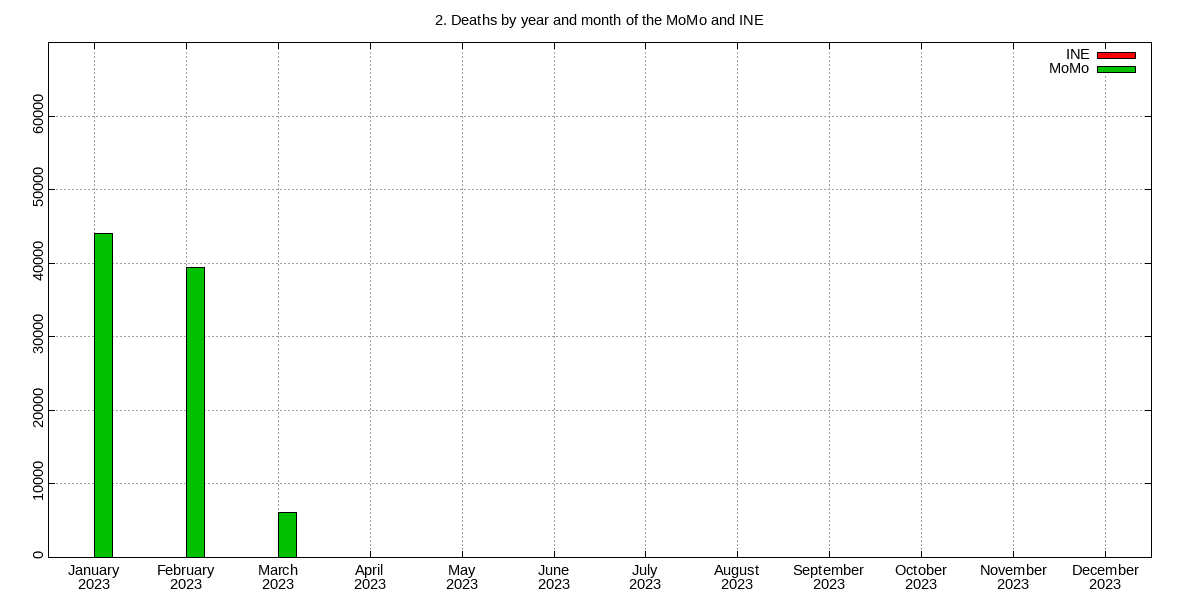 2. Deaths by year and month of the MoMo and INE
INE
MoMo
60000
50000
40000
30000
20000
10000
0
January February March April May June July August September October November December
2023 2023 2023 2023 2023 2023 2023 2023 2023 2023 2023 2023